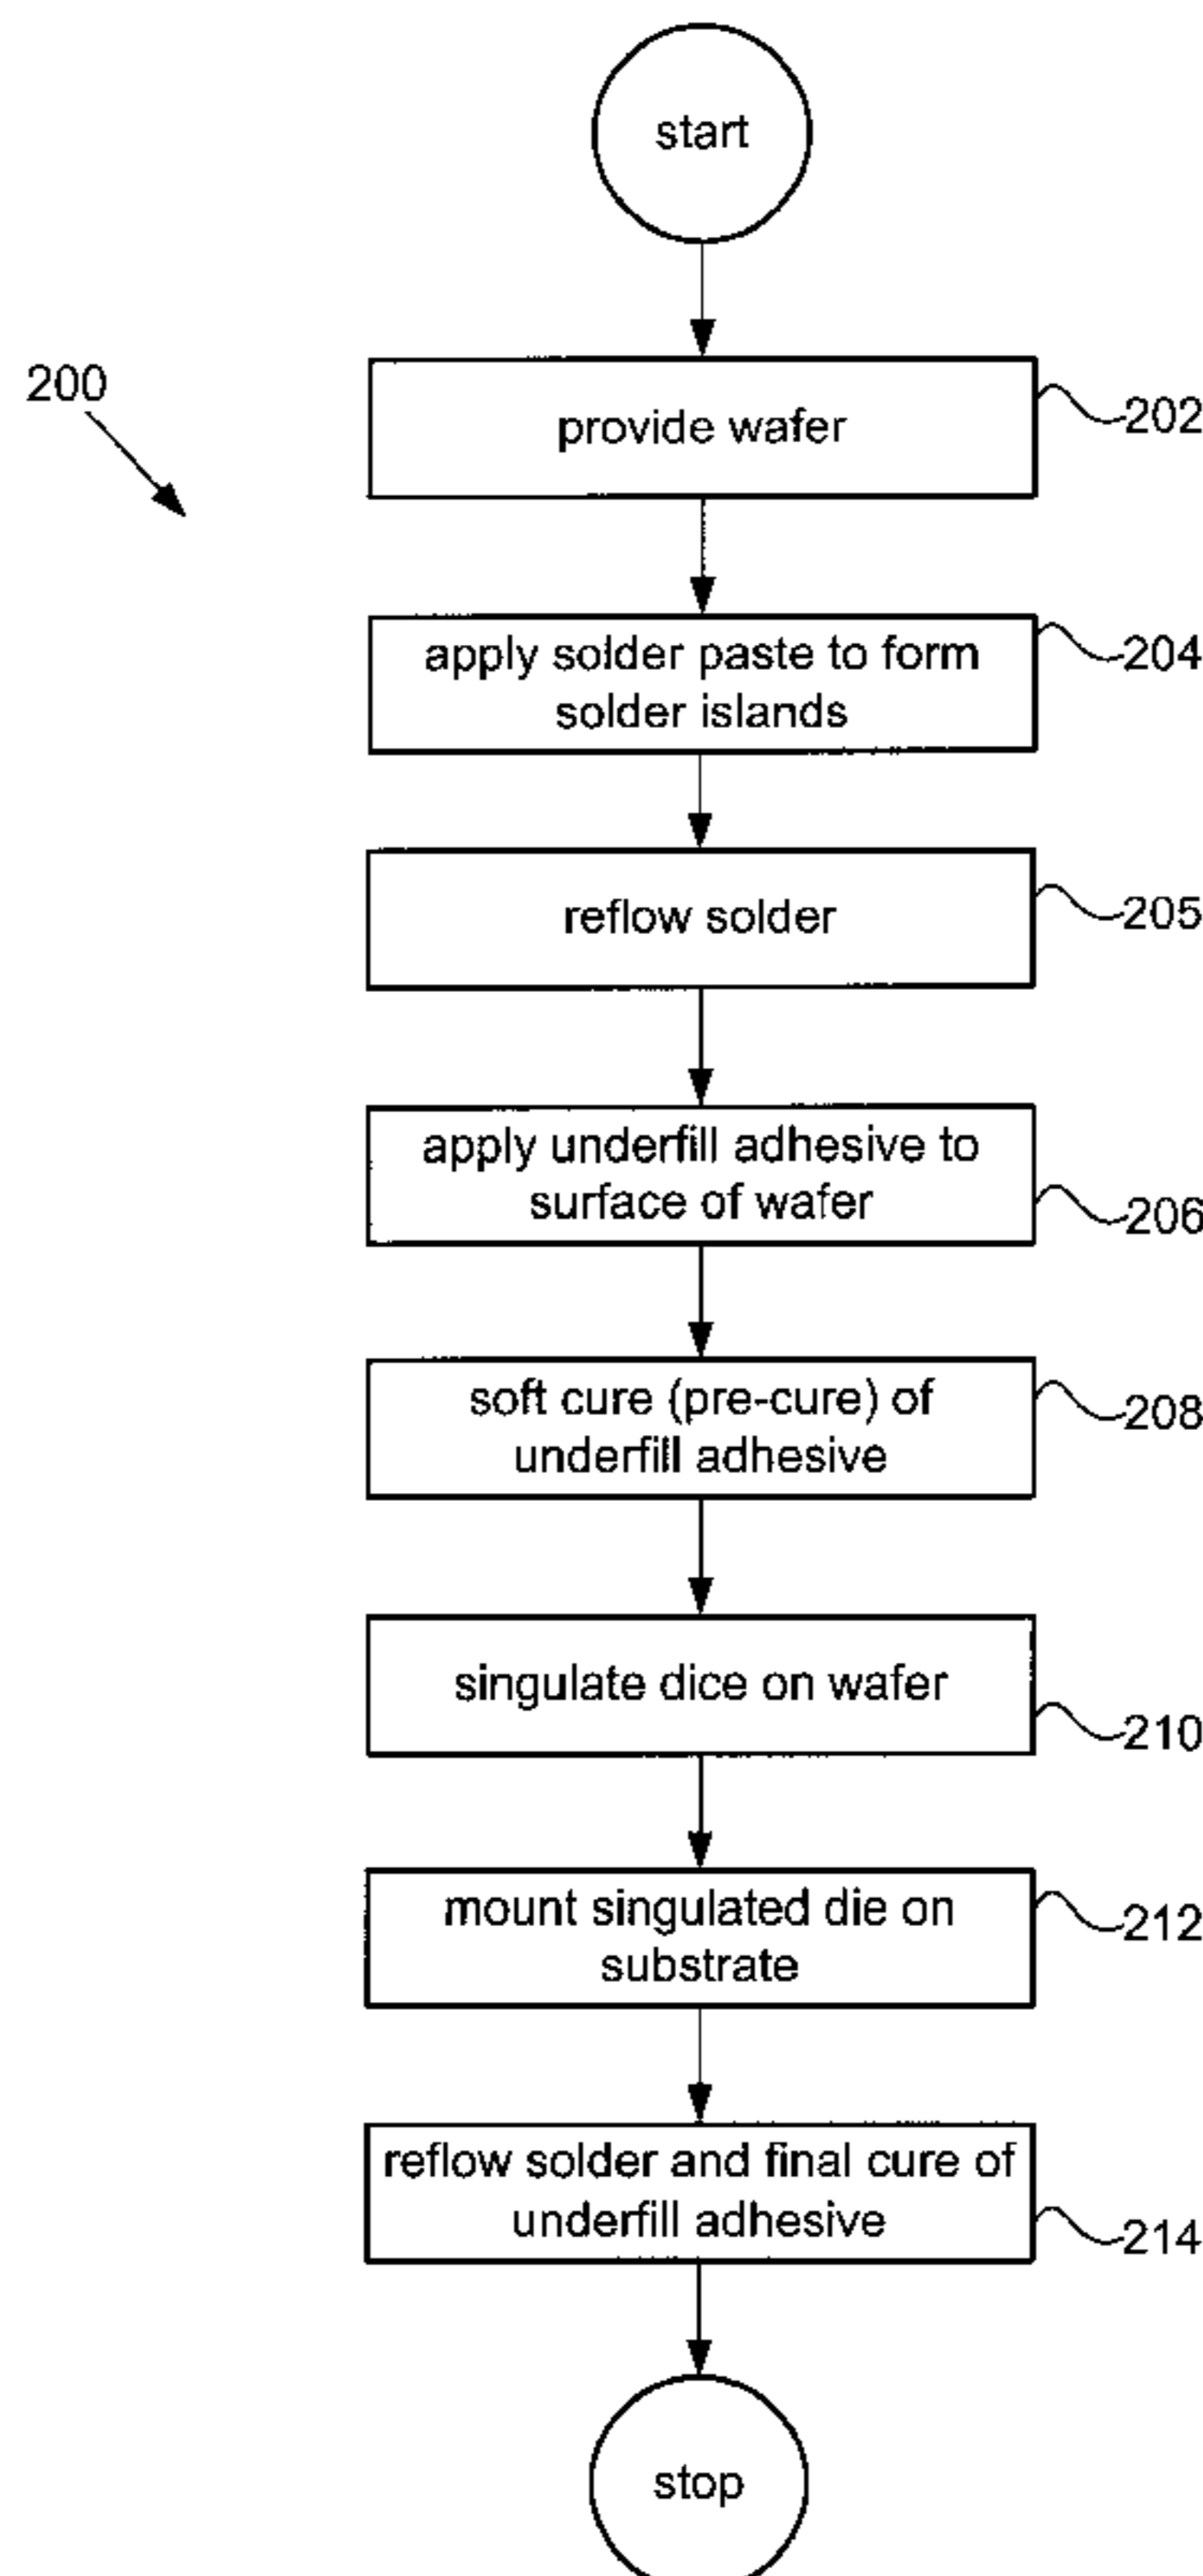 start
200
provide wafer
202
apply solder paste to form
solder islands
204
reflow solder
205
apply underfill adhesive to
surface of wafer
206
soft cure (pre-cure) of
underfill adhesive
208
singulate dice on wafer
210
mount singulated die on
substrate
212
reflow solder and final cure of
underfill adhesive
214
stop